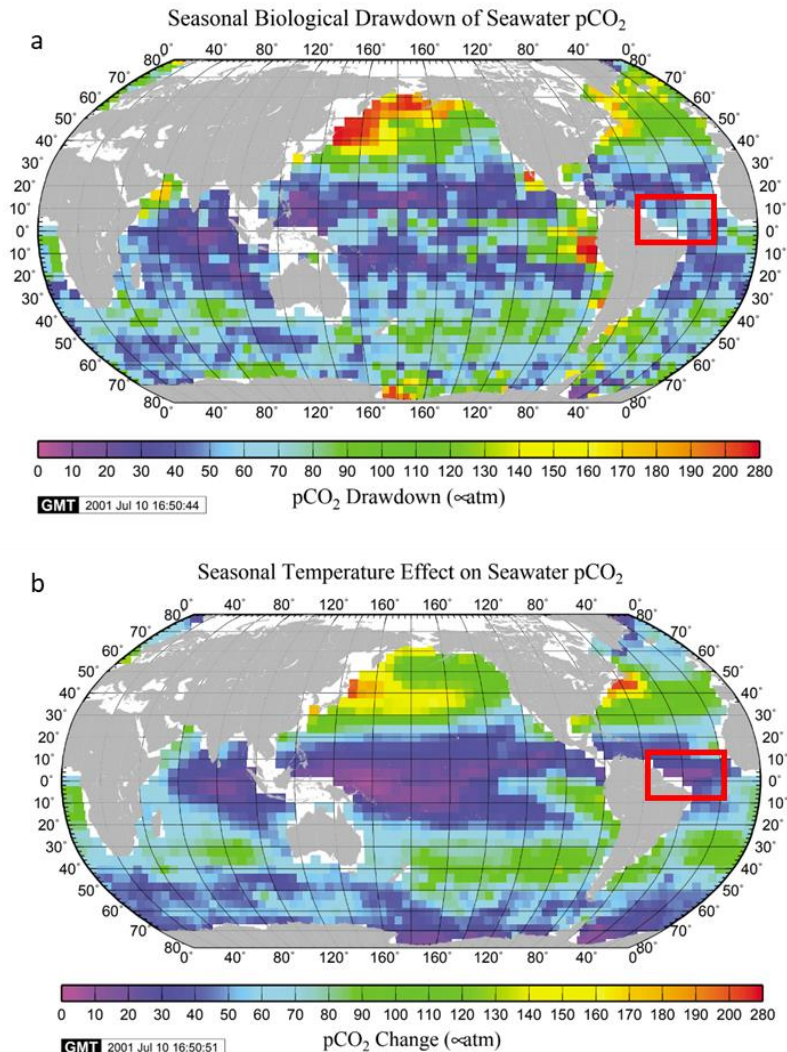 Seasonal Biological Drawdown of Seawater pCO₂
a
40° 80° 120° 160° 160° 120° 80° 40°
80° 80°
70° 70°
60° 60°
50° 50°
40° 40°
30° 30°
20° 20°
10° 10°
0° 0°
10° 10°
20° 20°
30° 30°
40° 40°
50° 50°
60° 60°
70° 70°
80° 80°
40° 80° 120° 160° 160° 120° 80° 40°
0 10 20 30 40 50 60 70 80 90 100 110 120 130 140 150 160 170 180 190 200 210 280
pCO₂ Drawdown (∝atm)
GMT 2001 Jul 10 16:50:44
b
Seasonal Temperature Effect on Seawater pCO₂
40° 80° 120° 160° 160° 120° 80° 40°
80° 80°
70° 70°
60° 60°
50° 50°
40° 40°
30° 30°
20° 20°
10° 10°
0° 0°
10° 10°
20° 20°
30° 30°
40° 40°
50° 50°
60° 60°
70° 70°
80° 80°
40° 80° 120° 160° 160° 120° 80° 40°
0 10 20 30 40 50 60 70 80 90 100 110 120 130 140 150 160 170 180 190 200 210 280
pCO₂ Change (∝atm)
GMT 2001 Jul 10 16:50:51